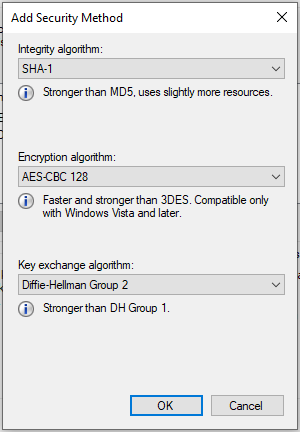 Add Security Method
Integrity algorithm:
SHA-1
Stronger than MD5, uses slightly more resources.
Encryption algorithm:
AES-CBC 128
Faster and stronger than 3DES. Compatible only
with Windows Vista and later.
Key exchange algorithm:
Diffie-Hellman Group 2
Stronger than DH Group 1.
OK
Cancel